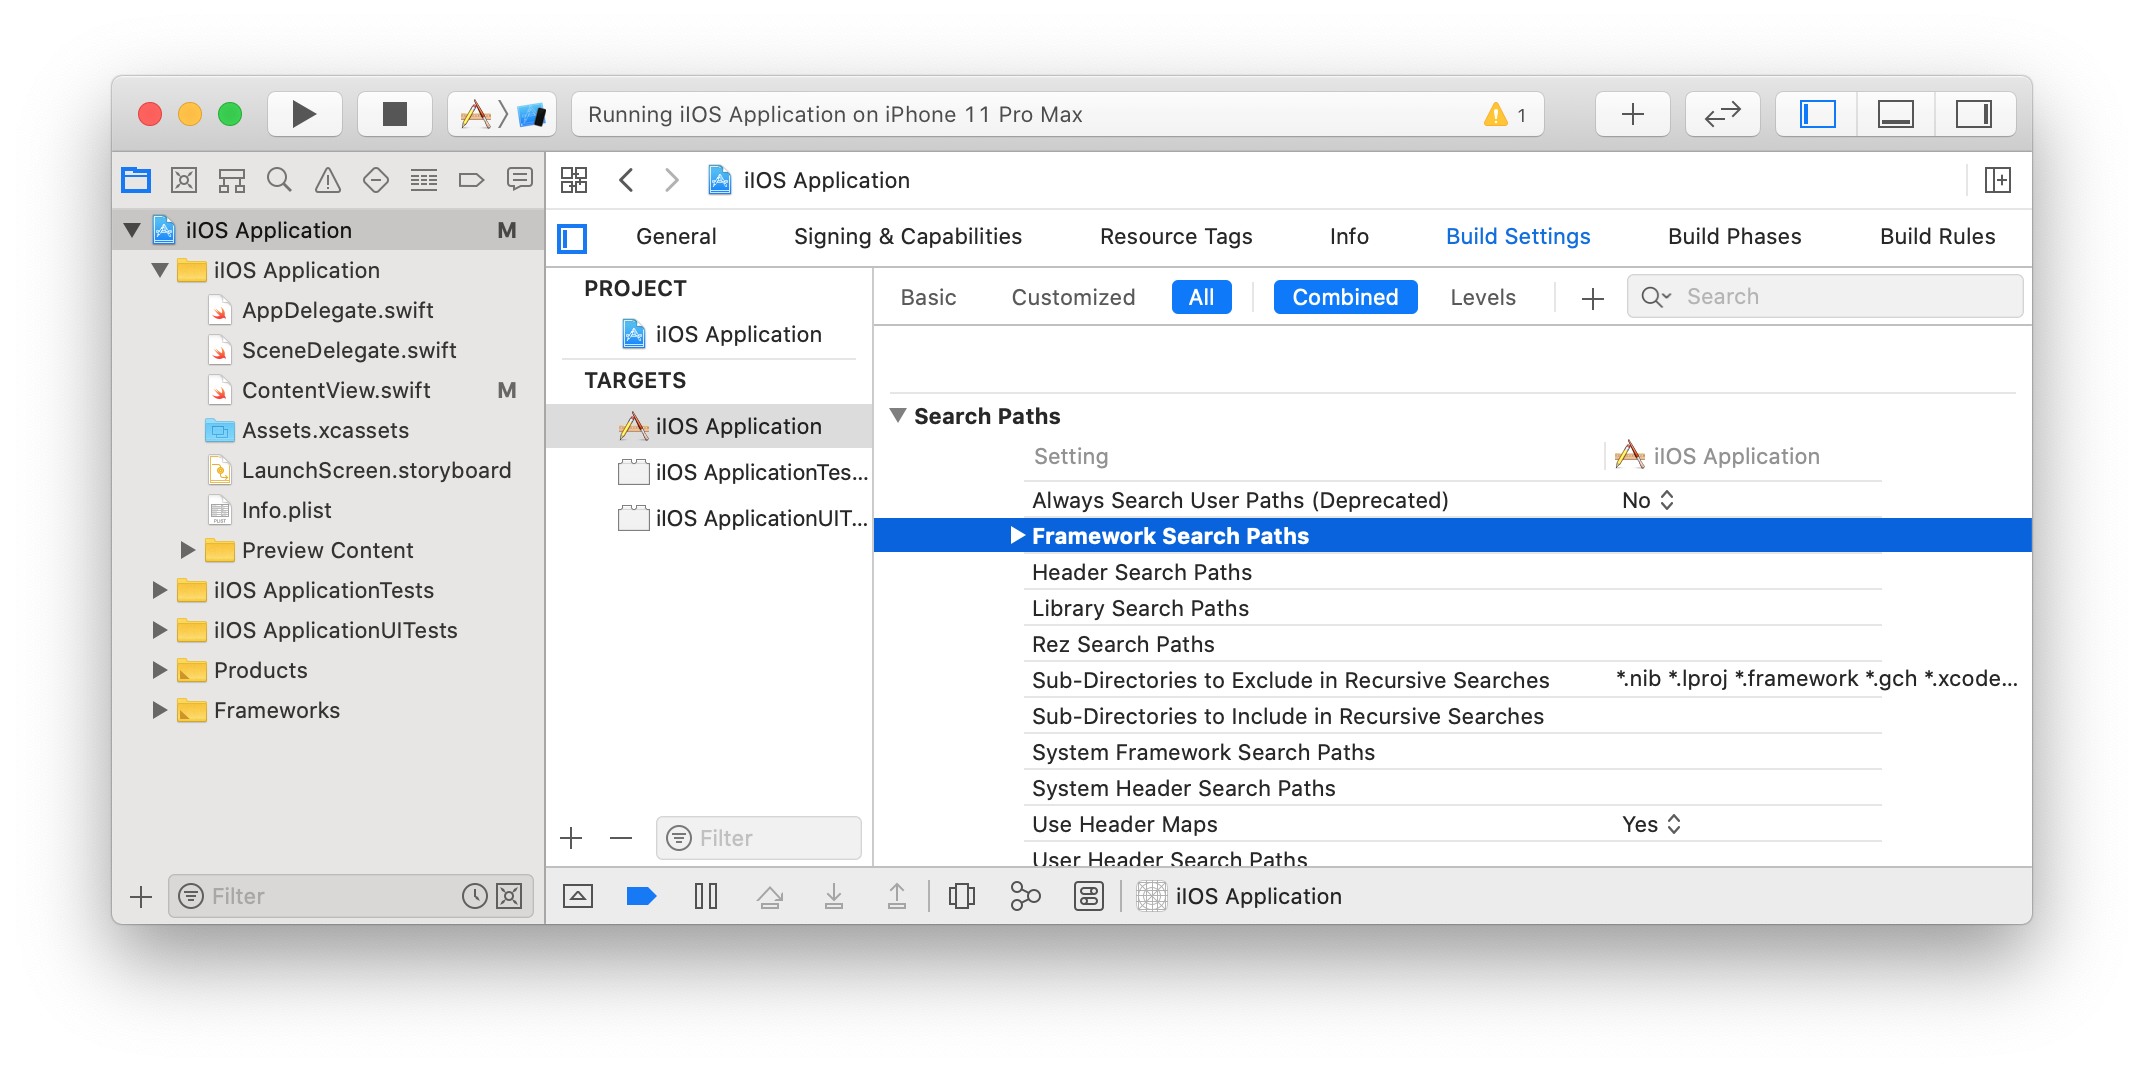 Running iIOS Application on iPhone 11 Pro Max
1
iIOS Application M
iIOS Application
AppDelegate.swift
SceneDelegate.swift
ContentView.swift M
Assets.xcassets
LaunchScreen.storyboard
Info.plist
Preview Content
iIOS ApplicationTests
iIOS ApplicationUITests
Products
Frameworks
Filter
iIOS Application
General Signing & Capabilities Resource Tags Info Build Settings Build Phases Build Rules
PROJECT
iIOS Application
TARGETS
iIOS Application
iIOS ApplicationTes...
iIOS ApplicationUIT...
Filter
Basic Customized All Combined Levels Search
Search Paths
Setting iIOS Application
Always Search User Paths (Deprecated) No
Framework Search Paths
Header Search Paths
Library Search Paths
Rez Search Paths
Sub-Directories to Exclude in Recursive Searches *.nib *.lproj *.framework *.gch *.xcode...
Sub-Directories to Include in Recursive Searches
System Framework Search Paths
System Header Search Paths
Use Header Maps Yes
User Header Search Paths
iIOS Application